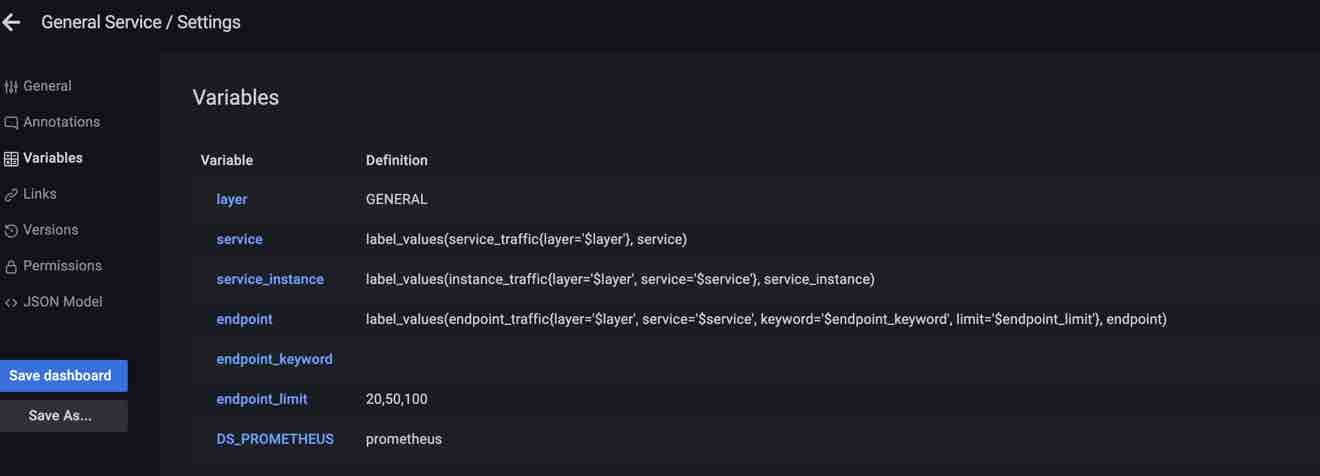 General Service / Settings
General
Annotations
Variables
Links
Versions
Permissions
JSON Model
Save dashboard
Save As...
Variables
Variable Definition
layer GENERAL
service label_values(service_traffic{layer='$layer'}, service)
service_instance label_values(instance_traffic{layer='$layer', service='$service'}, service_instance)
endpoint label_values(endpoint_traffic{layer='$layer', service='$service', keyword='$endpoint_keyword', limit='$endpoint_limit'}, endpoint)
endpoint_keyword
endpoint_limit 20,50,100
DS_PROMETHEUS prometheus